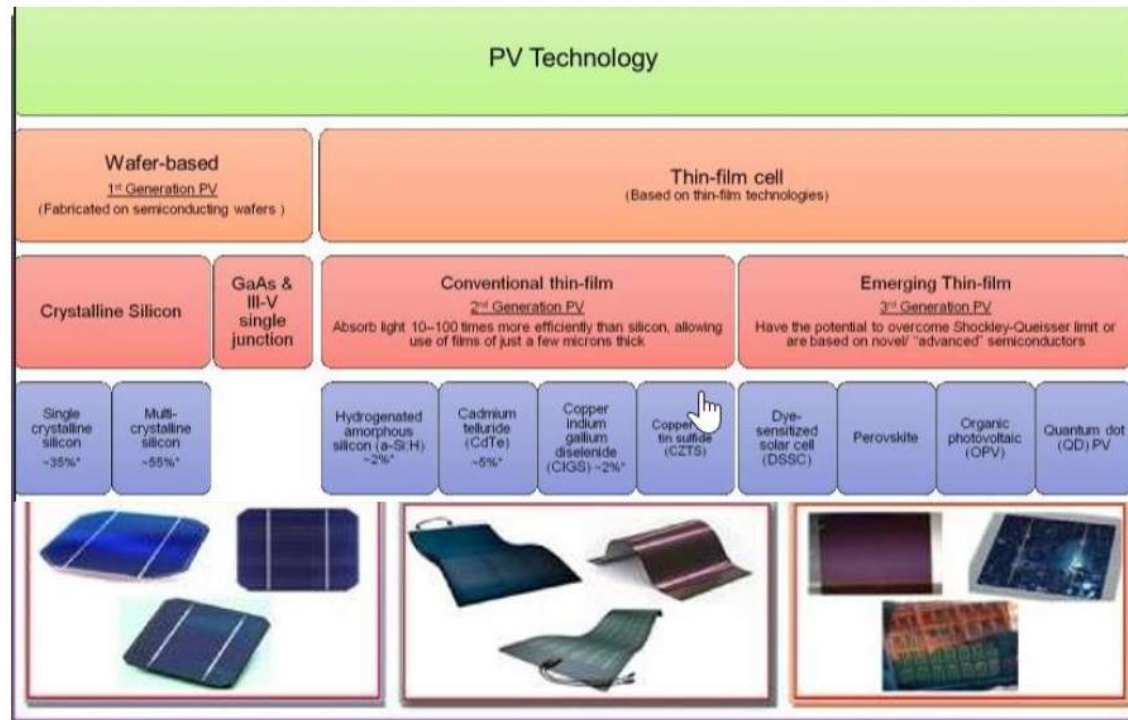 PV Technology
Wafer-based
1st Generation PV
(Fabricated on semiconducting wafers )
Thin-film cell
(Based on thin-film technologies)
Crystalline Silicon
GaAs &
III-V
single
junction
Conventional thin-film
2nd Generation PV
Absorb light 10–100 times more efficiently than silicon, allowing
use of films of just a few microns thick
Emerging Thin-film
3rd Generation PV
Have the potential to overcome Shockley-Queisser limit or
are based on novel/ "advanced" semiconductors
Single
crystalline
silicon
~35%*
Multi-
crystalline
silicon
~55%*
Hydrogenated
amorphous
silicon (a-Si:H)
~2%*
Cadmium
telluride
(CdTe)
~5%*
Copper
indium
gallium
diselenide
(CIGS) ~2%*
Copper
tin sulfide
(CZTS)
Dye-
sensitized
solar cell
(DSSC)
Perovskite
Organic
photovoltaic
(OPV)
Quantum dot
(QD) PV